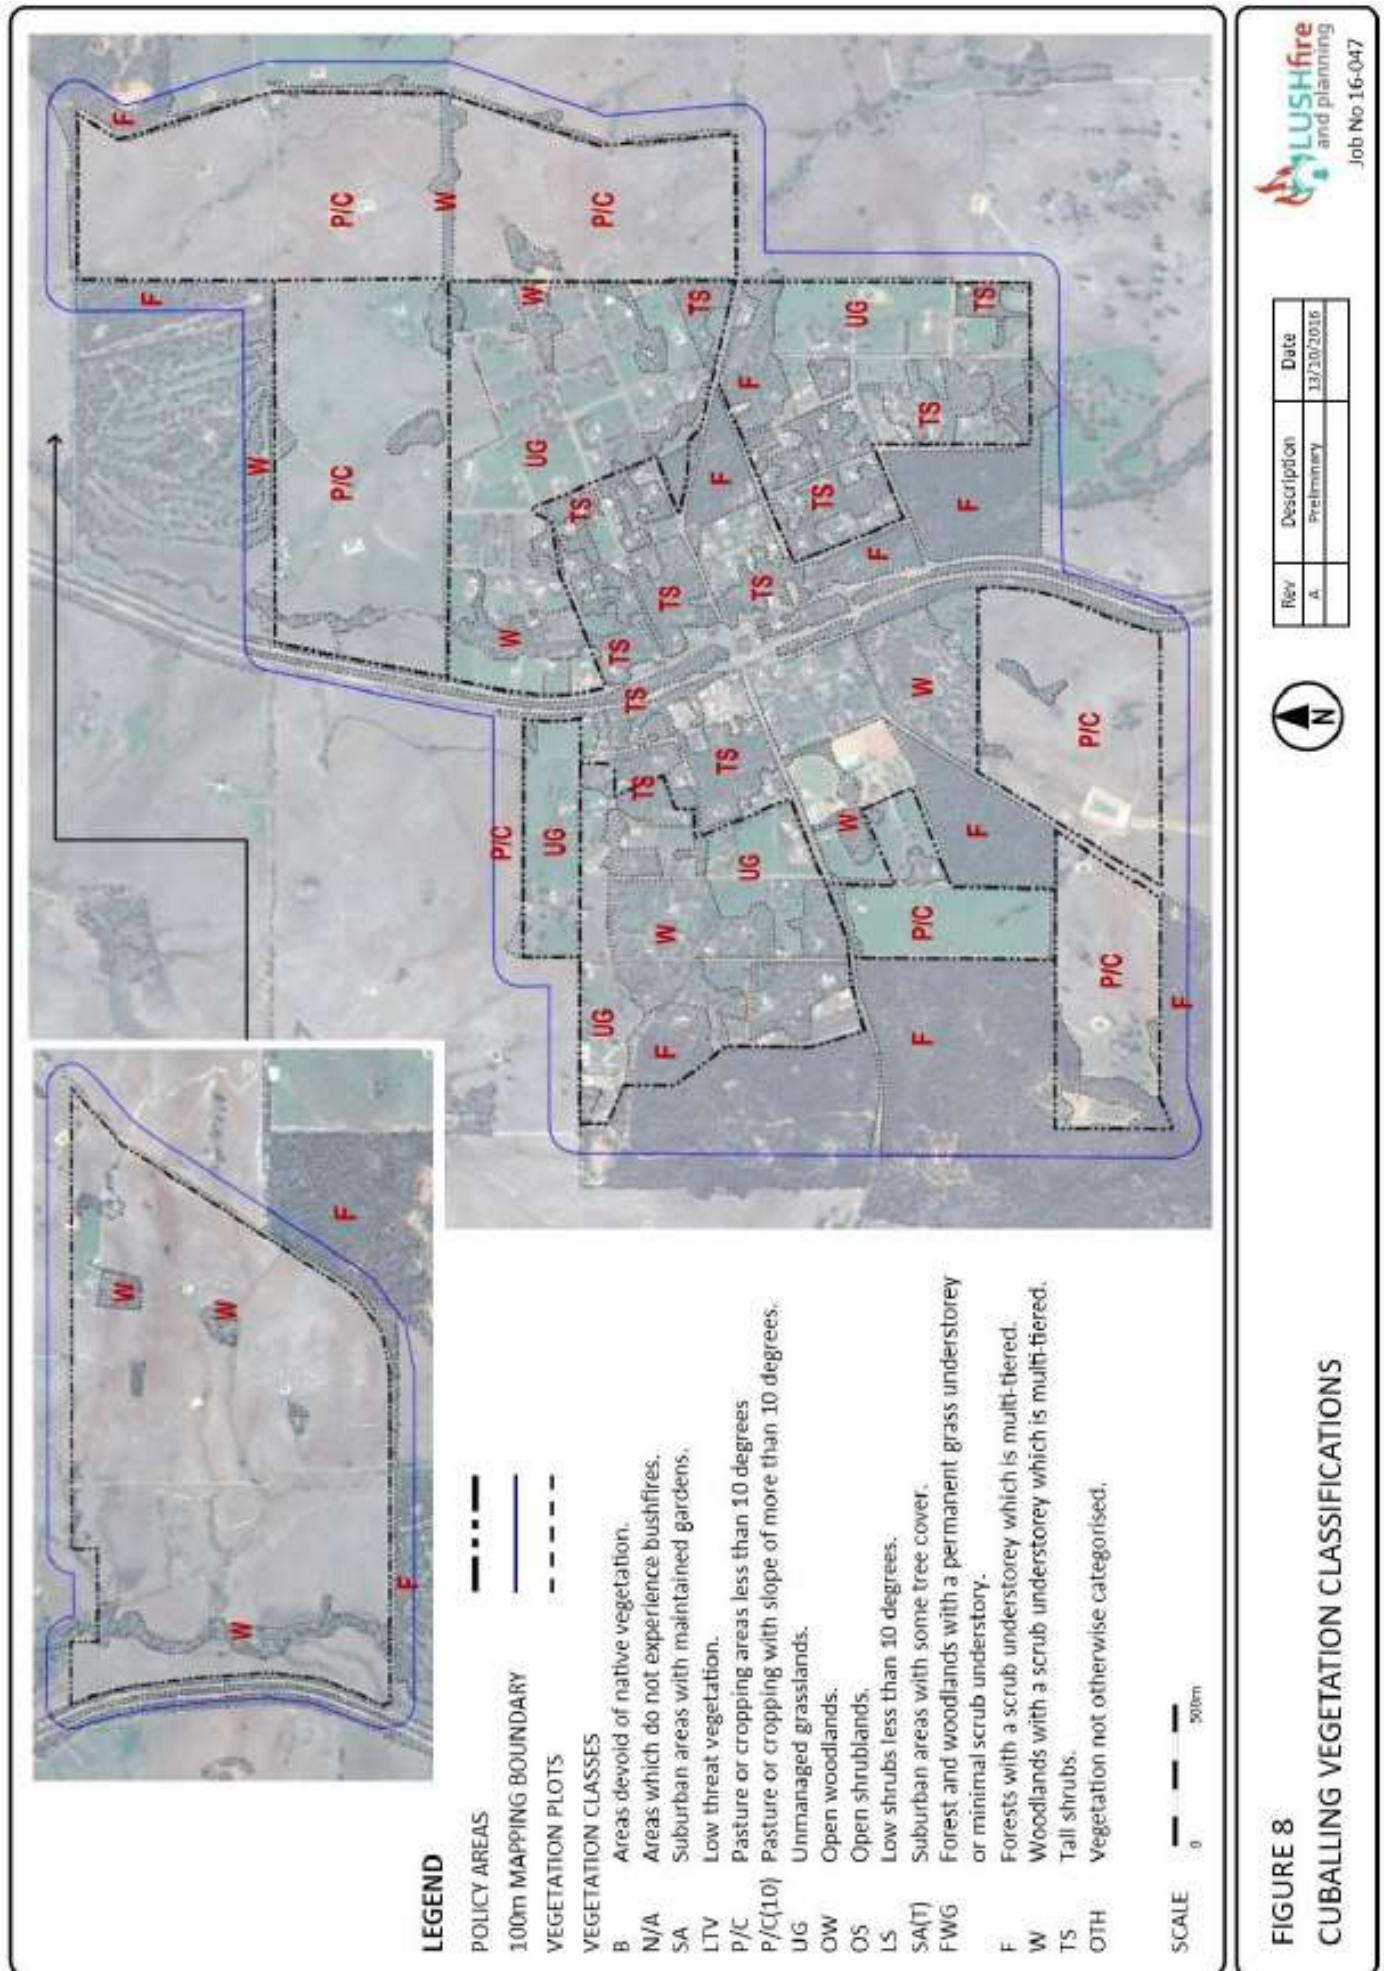 LEGEND
POLICY AREAS
100m MAPPING BOUNDARY
VEGETATION PLOTS
VEGETATION CLASSES
B Areas devoid of native vegetation.
N/A Areas which do not experience bushfires.
SA Suburban areas with maintained gardens.
LTV Low threat vegetation.
P/C Pasture or cropping areas less than 10 degrees
P/C(10) Pasture or cropping with slope of more than 10 degrees.
UG Unmanaged grasslands.
OW Open woodlands.
OS Open shrublands.
LS Low shrubs less than 10 degrees.
SA(T) Suburban areas with some tree cover.
FWG Forest and woodlands with a permanent grass understorey
or minimal scrub understory.
F Forests with a scrub understorey which is multi-tiered.
W Woodlands with a scrub understorey which is multi-tiered.
TS Tall shrubs.
OTH Vegetation not otherwise categorised.
SCALE
0 500m
W
W
W
F
F
F
F
P/C
W
P/C
W
P/C
W
TS
UG
W
TS
TS
TS
TS
TS
F
F
UG
TS
TS
TS
F
F
P/C
UG
TS
TS
UG
W
UG
F
W
W
F
P/C
P/C
F
P/C
F
FIGURE 8
CUBALLING VEGETATION CLASSIFICATIONS
N
Rev Description Date
A Preliminary 13/10/2016
LUSHfire
and planning
Job No 16-047